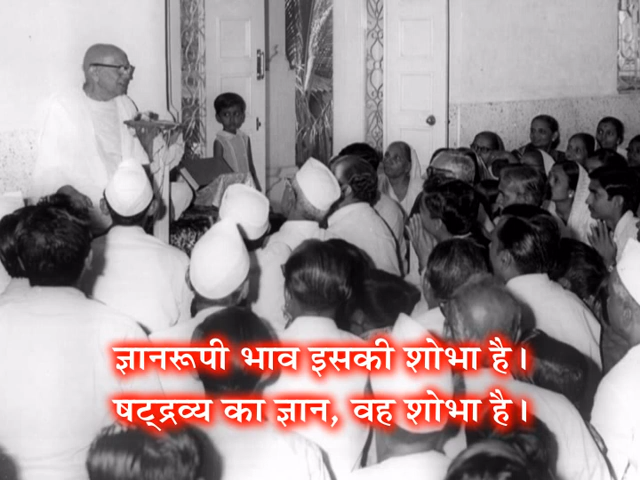 ज्ञानरूपी भाव इसकी शोभा है।
षट्द्रव्य का ज्ञान, वह शोभा है।